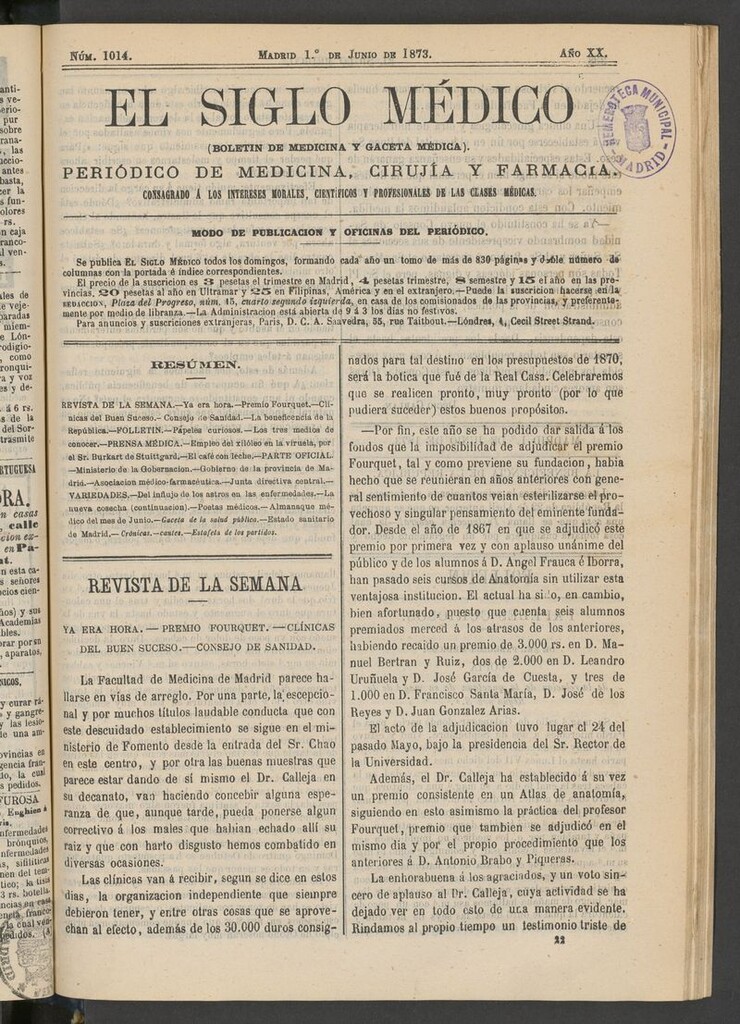 NÚM. 1014.
MADRID 1.º DE JUNIO DE 1873.
AÑO XX.
EL SIGLO MÉDICO
(BOLETIN DE MEDICINA Y GACETA MÉDICA).
PERIÓDICO DE MEDICINA, CIRUJÍA Y FARMACIA.
CONSAGRADO Á LOS INTERESES MORALES, CIENTÍFICOS Y PROFESIONALES DE LAS CLASES MÉDICAS.
HEMEROTECA MUNICIPAL
MADRID
MODO DE PUBLICACION Y OFICINAS DEL PERIÓDICO.
Se publica EL SIGLO MÉDICO todos los domingos, formando cada año un tomo de más de 830 páginas y doble número de
columnas con la portada é índice correspondientes.
El precio de la suscricion es 3 pesetas el trimestre en Madrid, 4 pesetas trimestre, 8 semestre y 15 el año en las pro-
vincias, 20 pesetas al año en Ultramar y 25 en Filipinas, América y en el extranjero.—Puede la suscricion hacerse en la
REDACCION, Plaza del Progreso, núm. 15, cuarto segundo izquierda, en casa de los comisionados de las provincias, y preferente-
mente por medio de libranza.—La Administracion está abierta de 9 á 3 los dias no festivos.
Para anuncios y suscriciones extranjeras, Paris, D. C. A. Saavedra, 55, rue Taitbout.—Lóndres, 4, Cecil Street Strand.
RESÚMEN.
REVISTA DE LA SEMANA.—Ya era hora.—Premio Fourquet.—Clí-
nicas del Buen Suceso.—Consejo de Sanidad.—La beneficencia de la
República.—FOLLETIN.—Papeles curiosos.—Los tres medios de
conocer.—PRENSA MÉDICA.—Empleo del xilóleo en la viruela, por
el Sr. Burkart de Stuittgard.—El café con leche.—PARTE OFICIAL.
—Ministerio de la Gobernacion.—Gobierno de la provincia de Ma-
drid.—Asociacion médico-farmacéutica.—Junta directiva central.—
VARIEDADES.—Del influjo de los astros en las enfermedades.—La
nueva cosecha (continuacion).—Poetas médicos.—Almanaque mé-
dico del mes de Junio.—Gaceta de la salud pública.—Estado sanitario
de Madrid.—Crónicas.—cantes.—Estafeta de los partidos.
REVISTA DE LA SEMANA
YA ERA HORA.—PREMIO FOURQUET.—CLÍNICAS
DEL BUEN SUCESO.—CONSEJO DE SANIDAD.
La Facultad de Medicina de Madrid parece ha-
llarse en vías de arreglo. Por una parte, la escepcio-
nal y por muchos títulos laudable conducta que con
este descuidado establecimiento se sigue en el mi-
nisterio de Fomento desde la entrada del Sr. Chao
en este centro, y por otra las buenas muestras que
parece estar dando de sí mismo el Dr. Calleja en
su decanato, van haciendo concebir alguna espe-
ranza de que, aunque tarde, pueda ponerse algun
correctivo á los males que habian echado allí su
raiz y que con harto disgusto hemos combatido en
diversas ocasiones.
Las clínicas van á recibir, segun se dice en estos
dias, la organizacion independiente que siempre
debieron tener, y entre otras cosas que se aprove-
chan al efecto, además de los 30.000 duros consig-
nados para tal destino en los presupuestos de 1870,
será la botica que fué de la Real Casa. Celebraremos
que se realicen pronto, muy pronto (por lo que
pudiera suceder) estos buenos propósitos.
—Por fin, este año se ha podido dar salida á los
fondos que la imposibilidad de adjudicar el premio
Fourquet, tal y como previene su fundacion, habia
hecho que se reunieran en años anteriores con gene-
ral sentimiento de cuantos veian esterilizarse el pro-
vechoso y singular pensamiento del eminente funda-
dor. Desde el año de 1867 en que se adjudicó este
premio por primera vez y con aplauso unánime del
público y de los alumnos á D. Angel Frauca é Iborra,
han pasado seis cursos de Anatomía sin utilizar esta
ventajosa institucion. El actual ha sido, en cambio,
bien afortunado, puesto que cuenta seis alumnos
premiados merced á los atrasos de los anteriores,
habiendo recaido un premio de 3.000 rs. en D. Ma-
nuel Bertran y Ruiz, dos de 2.000 en D. Leandro
Uruñuela y D. José García de Cuesta, y tres de
1.000 en D. Francisco Santa María, D. José de los
Reyes y D. Juan Gonzalez Arias.
El acto de la adjudicacion tuvo lugar el 24 del
pasado Mayo, bajo la presidencia del Sr. Rector de
la Universidad.
Además, el Dr. Calleja ha establecido á su vez
un premio consistente en un Atlas de anatomía,
siguiendo en esto asimismo la práctica del profesor
Fourquet, premio que tambien se adjudicó en el
mismo dia y por el propio procedimiento que los
anteriores á D. Antonio Brabo y Piqueras.
La enhorabuena á los agraciados, y un voto sin-
cero de aplauso al Dr. Calleja, cuya actividad se ha
dejado ver en todo esto de una manera evidente.
Rindamos al propio tiempo un testimonio triste de
22